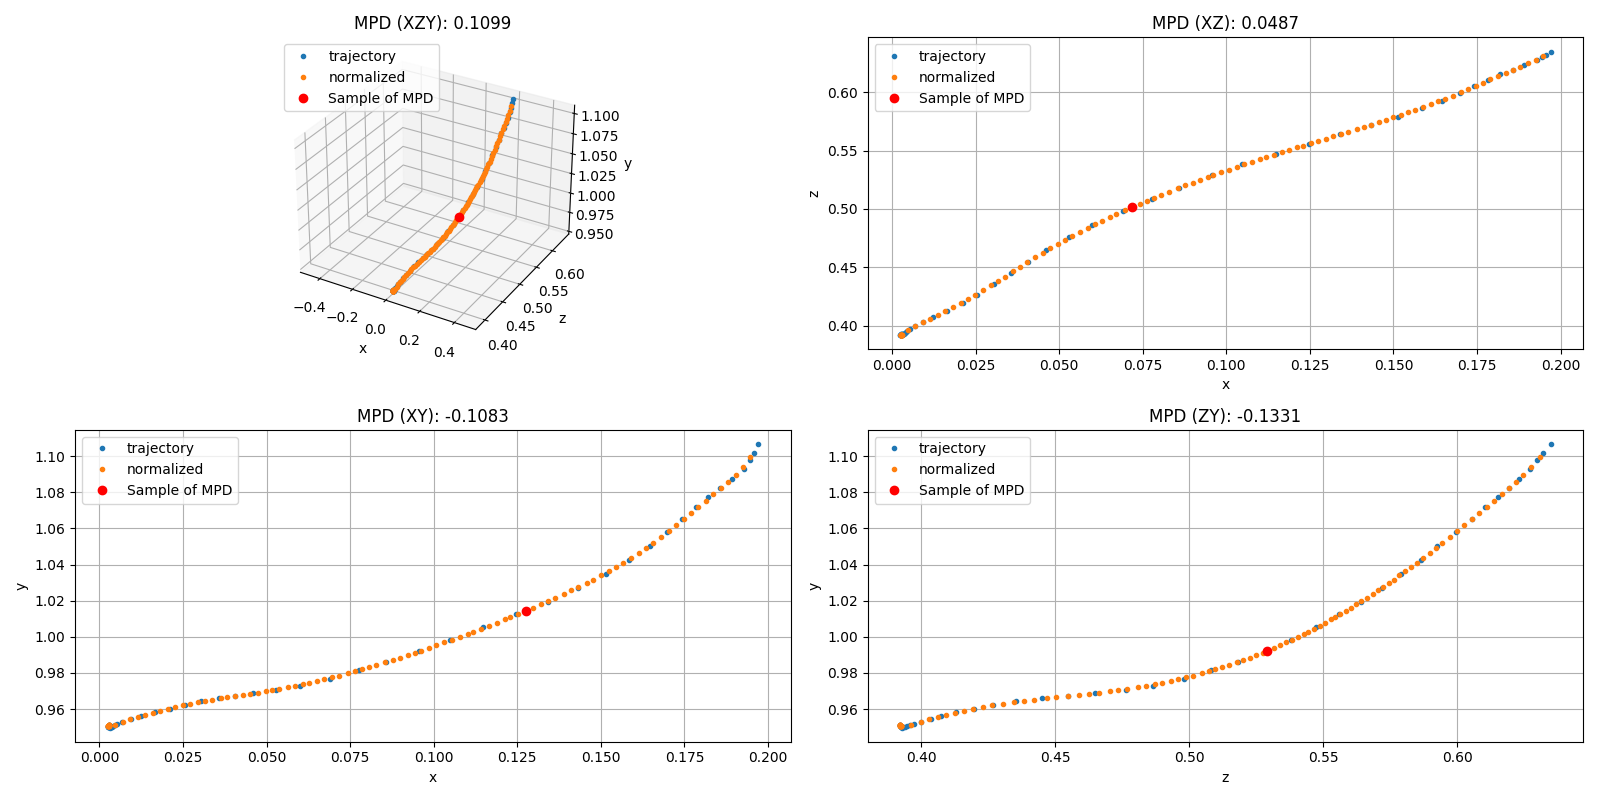 MPD (XZY): 0.1099
trajectory
normalized
Sample of MPD
1.100
1.075
1.050
1.025
1.000
0.975
0.950
y
−0.4
−0.2
0.0
0.2
0.4
x
0.40
0.45
0.50
0.55
0.60
z
MPD (XZ): 0.0487
trajectory
normalized
Sample of MPD
0.60
0.55
0.50
0.45
0.40
z
0.000 0.025 0.050 0.075 0.100 0.125 0.150 0.175 0.200
x
MPD (XY): -0.1083
trajectory
normalized
Sample of MPD
1.10
1.08
1.06
1.04
1.02
1.00
0.98
0.96
y
0.000 0.025 0.050 0.075 0.100 0.125 0.150 0.175 0.200
x
MPD (ZY): -0.1331
trajectory
normalized
Sample of MPD
1.10
1.08
1.06
1.04
1.02
1.00
0.98
0.96
y
0.40 0.45 0.50 0.55 0.60
z